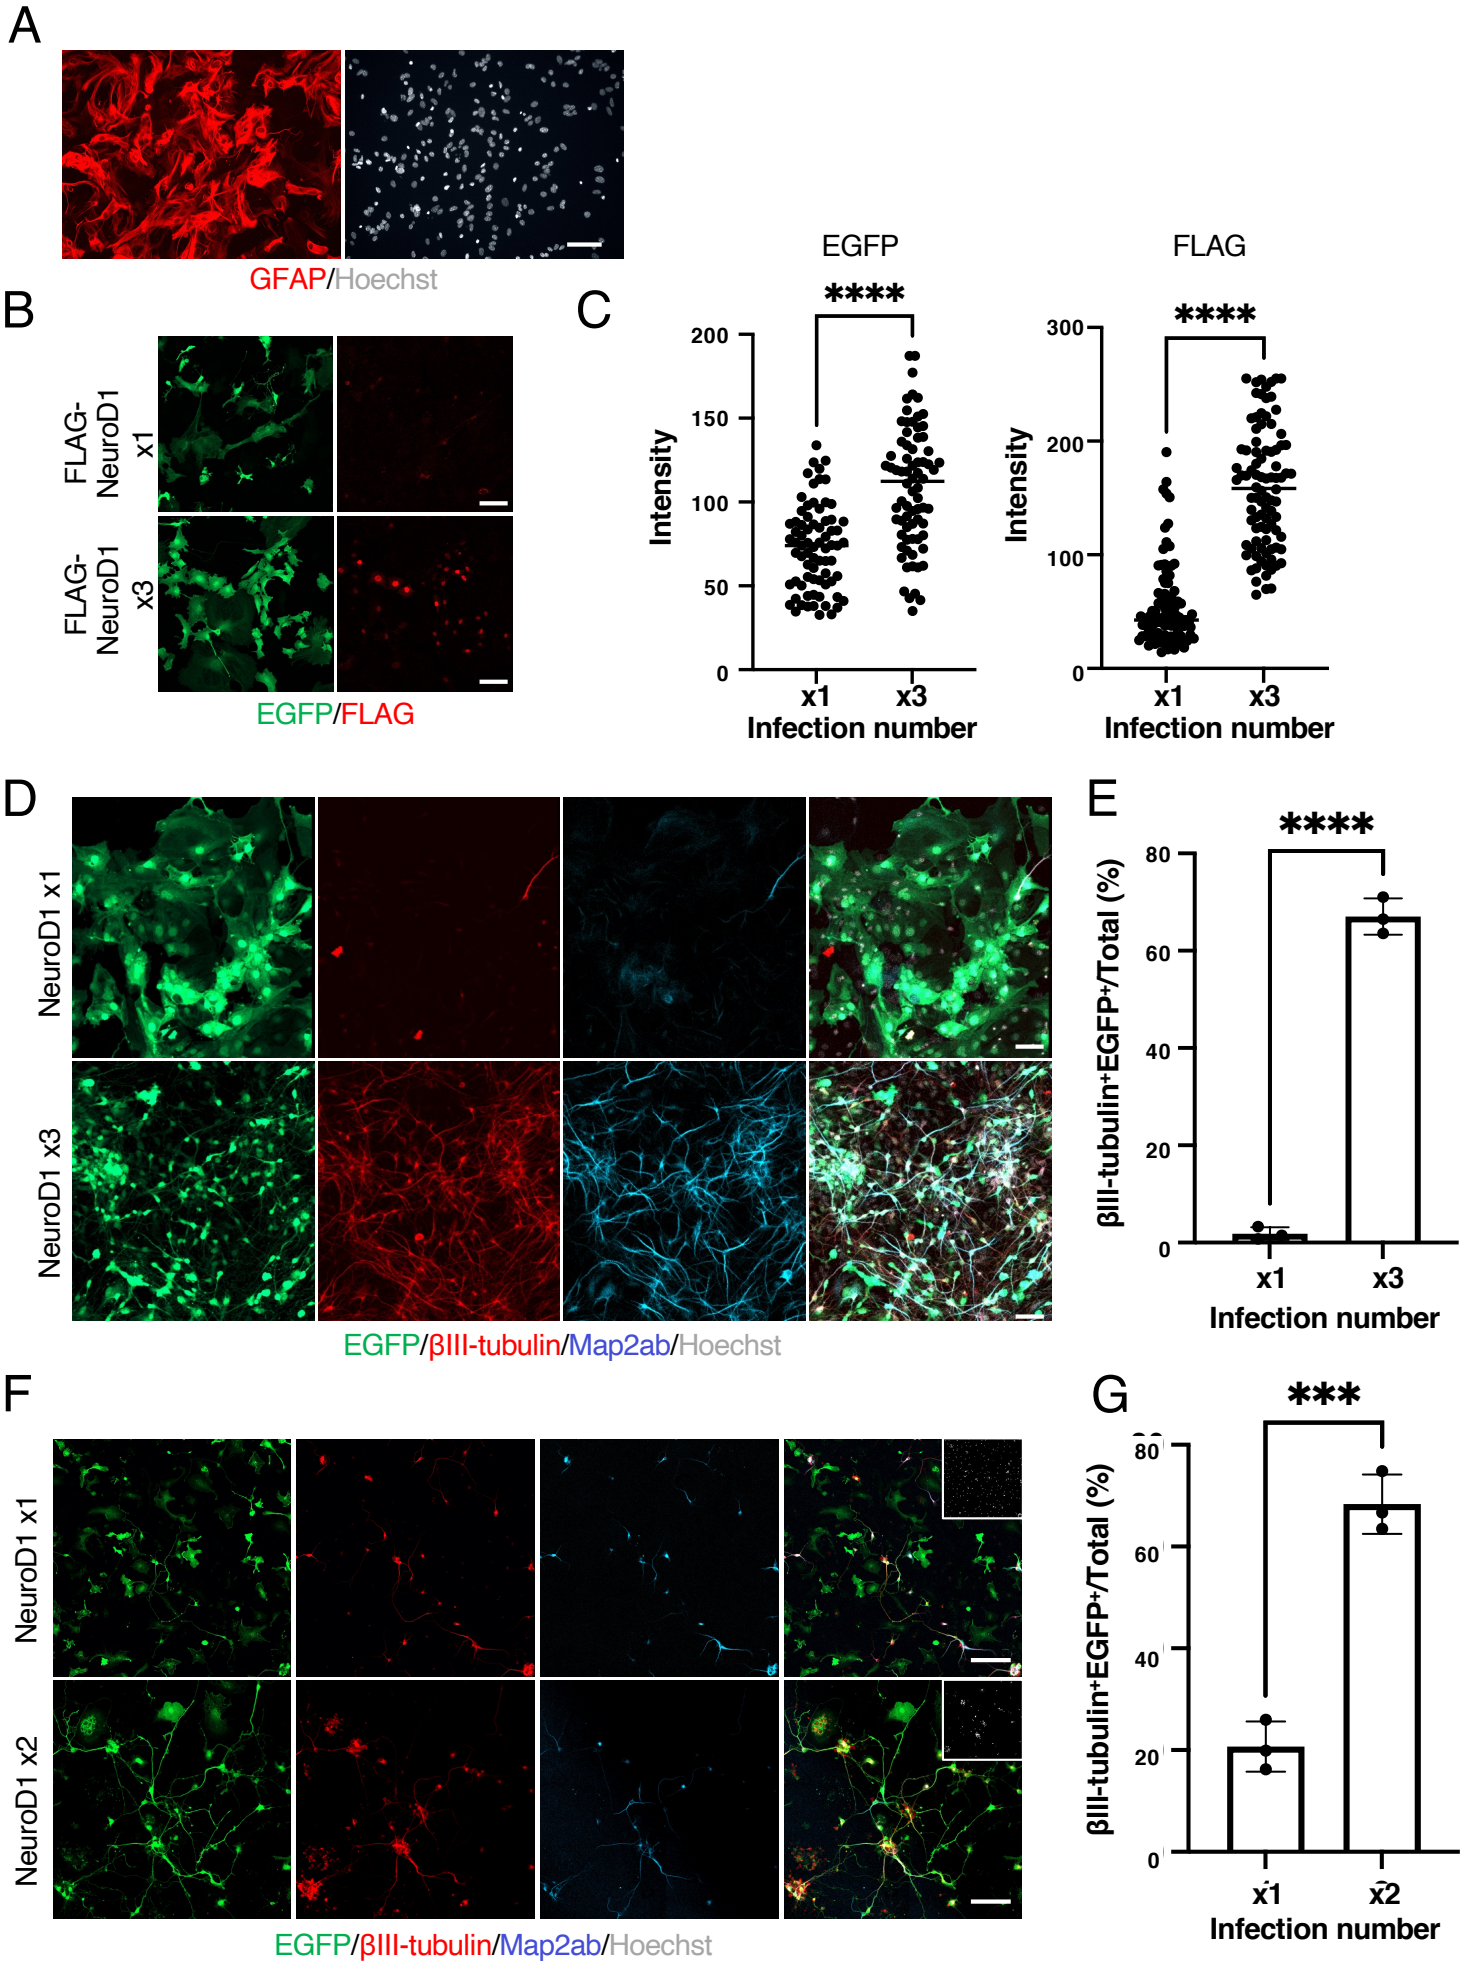 A
GFAP/Hoechst
B
FLAG-
NeuroD1
x1
FLAG-
NeuroD1
x3
EGFP/FLAG
C
EGFP
****
200
150
100
50
0
Intensity
x1
x3
Infection number
FLAG
****
300
200
100
0
Intensity
x1
x3
Infection number
D
NeuroD1 x1
NeuroD1 x3
EGFP/βIII-tubulin/Map2ab/Hoechst
E
****
80
60
40
20
0
βIII-tubulin⁺EGFP⁺/Total (%)
x1
x3
Infection number
F
NeuroD1 x1
NeuroD1 x2
EGFP/βIII-tubulin/Map2ab/Hoechst
G
***
80
60
40
20
0
βIII-tubulin⁺EGFP⁺/Total (%)
x1
x2
Infection number